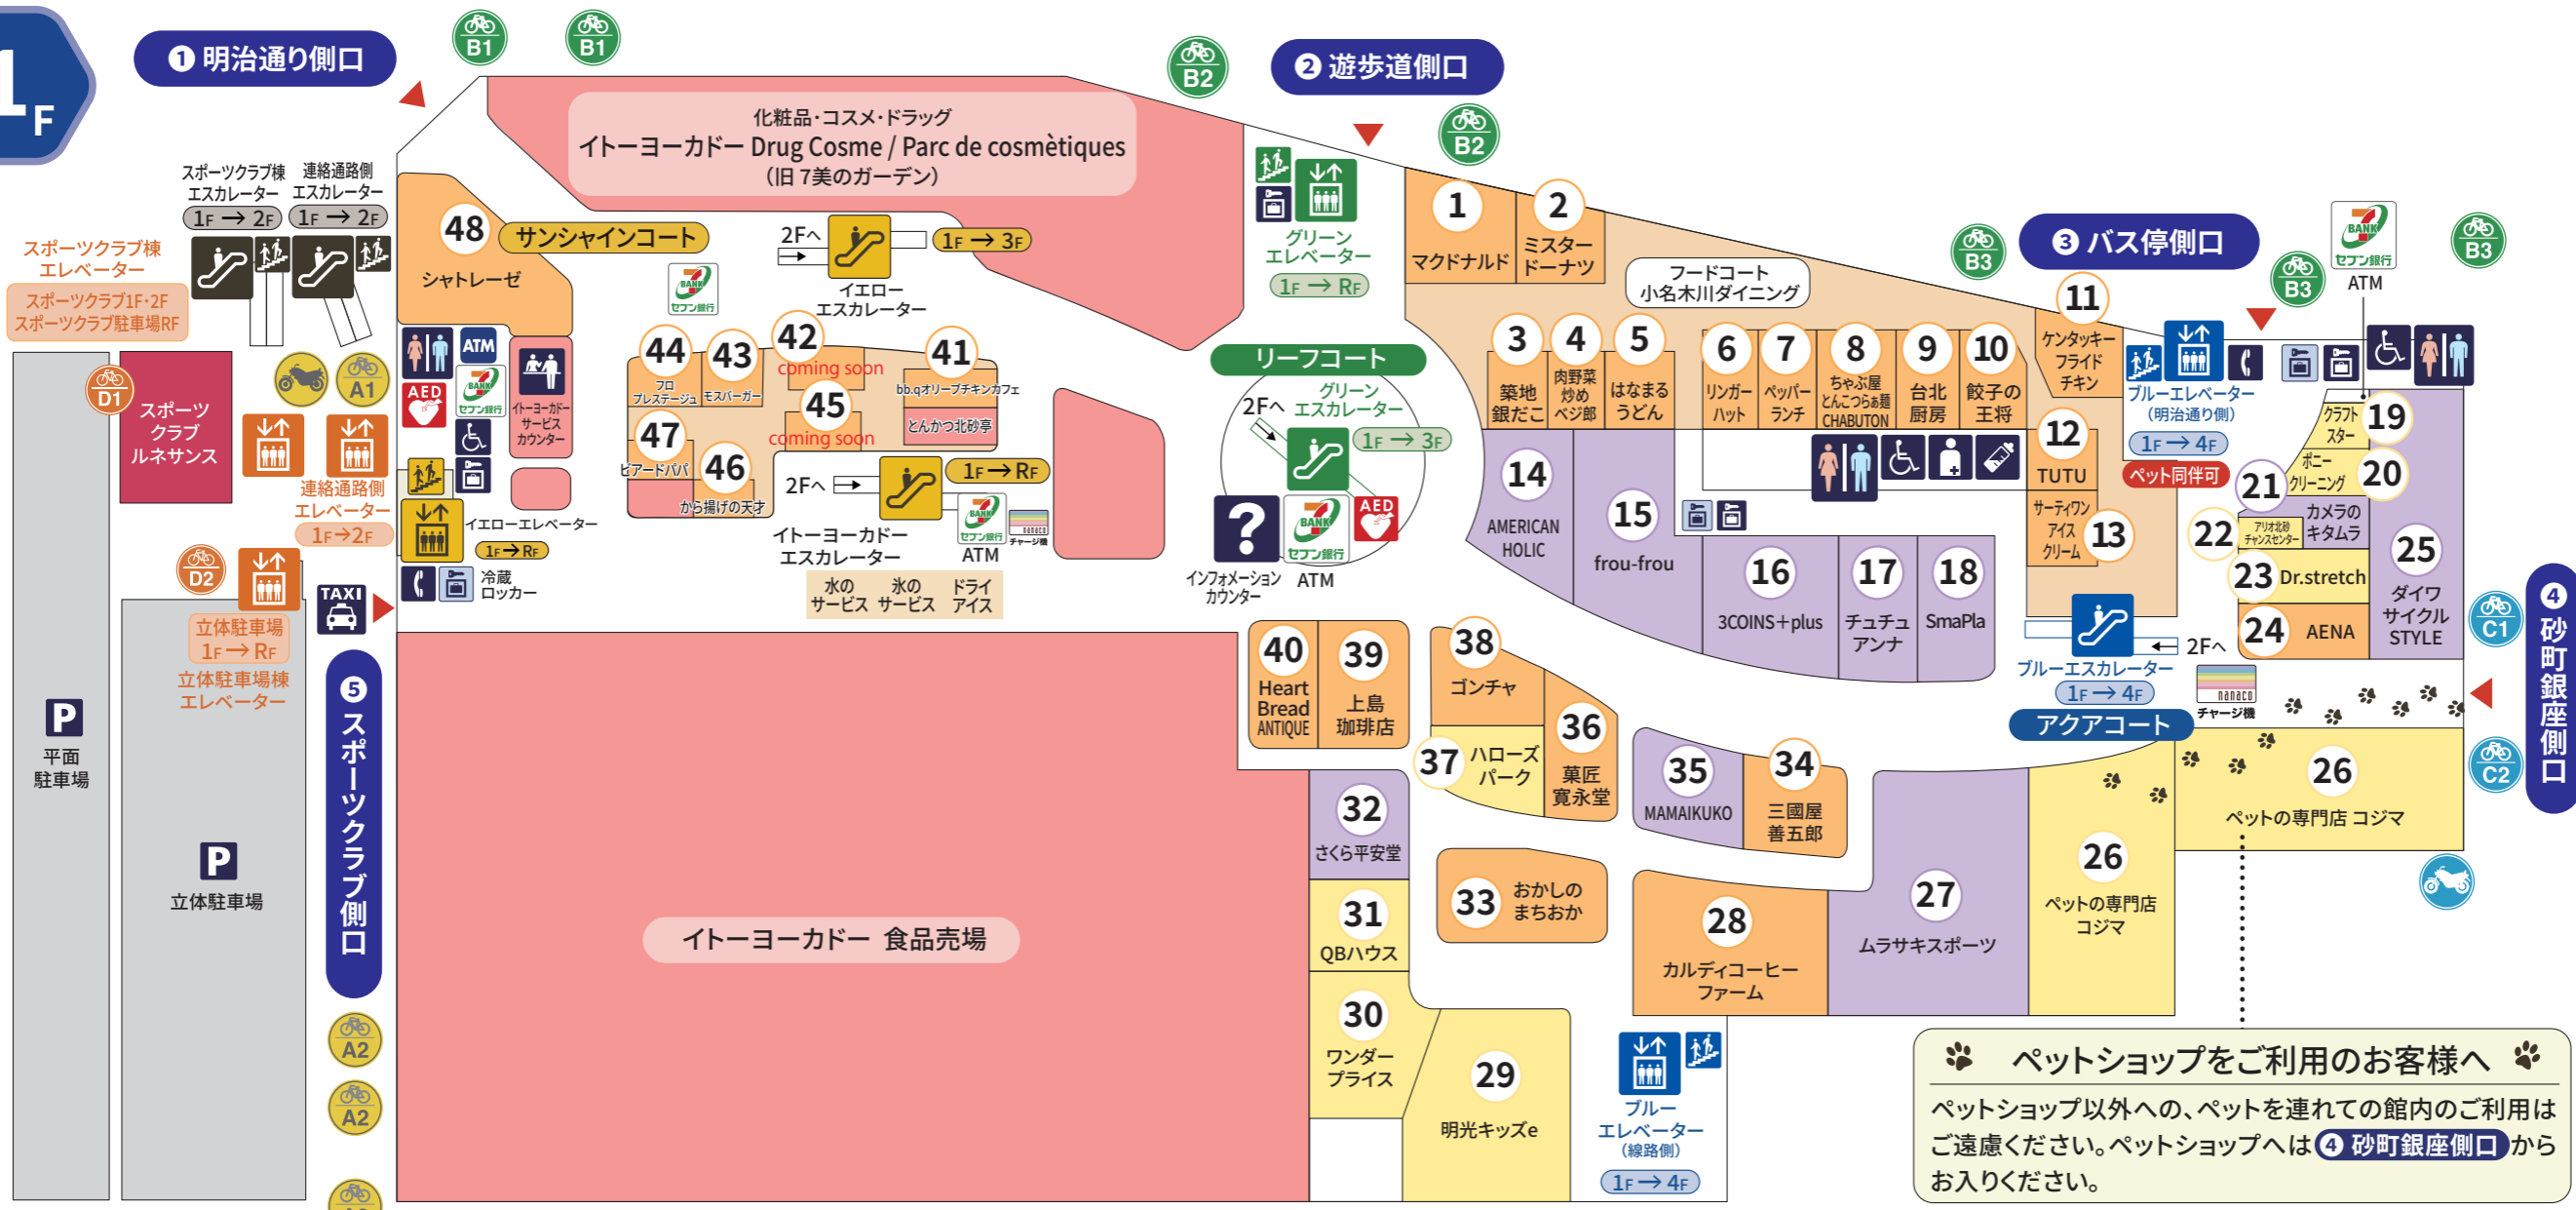 1F
❶ 明治通り側口
B1
B1
B2
❷ 遊歩道側口
B2
化粧品・コスメ・ドラッグ
イトーヨーカドー Drug Cosme / Parc de cosmètiques
（旧 7美のガーデン）
スポーツクラブ棟
エスカレーター
1F → 2F
連絡通路側
エスカレーター
1F → 2F
スポーツクラブ棟
エレベーター
スポーツクラブ1F・2F
スポーツクラブ駐車場RF
48
シャトレーゼ
サンシャインコート
2Fへ
1F → 3F
イエロー
エスカレーター
BANK
セブン銀行
グリーン
エレベーター
1F → RF
1
マクドナルド
2
ミスター
ドーナツ
フードコート
小名木川ダイニング
B3
❸ バス停側口
B3
BANK
セブン銀行
ATM
B3
D1
スポーツ
クラブ
ルネサンス
A1
連絡通路側
エレベーター
1F→2F
ATM
AED
BANK
セブン銀行
イトーヨーカドー
サービス
カウンター
イエローエレベーター
1F→RF
冷蔵
ロッカー
44
フロ
プレステージュ
43
モスバーガー
42
coming soon
41
bb.qオリーブチキンカフェ
とんかつ北砂亭
45
coming soon
47
ビアードパパ
46
から揚げの天才
2Fへ
1F→RF
イトーヨーカドー
エスカレーター
BANK
セブン銀行
ATM
nanaco
チャージ機
水の
サービス
氷の
サービス
ドライ
アイス
リーフコート
グリーン
エスカレーター
2Fへ
1F → 3F
インフォメーション
カウンター
BANK
セブン銀行
ATM
AED
3
築地
銀だこ
4
肉野菜
炒め
ベジ郎
5
はなまる
うどん
6
リンガー
ハット
7
ペッパー
ランチ
8
ちゃぶ屋
とんこつらぁ麺
CHABUTON
9
台北
厨房
10
餃子の
王将
11
ケンタッキー
フライド
チキン
12
TUTU
13
サーティワン
アイス
クリーム
ブルーエレベーター
（明治通り側）
1F → 4F
ペット同伴可
14
AMERICAN
HOLIC
15
frou-frou
16
3COINS＋plus
17
チュチュ
アンナ
18
SmaPla
19
クラフト
スター
20
ポニー
クリーニング
21
カメラの
キタムラ
22
アリオ北砂
チャンスセンター
23
Dr.stretch
24
AENA
25
ダイワ
サイクル
STYLE
2Fへ
ブルーエスカレーター
1F → 4F
アクアコート
nanaco
チャージ機
C1
❹ 砂町銀座側口
C2
D2
立体駐車場
1F → RF
立体駐車場棟
エレベーター
TAXI
❺ スポーツクラブ側口
P
平面
駐車場
P
立体駐車場
A2
A2
イトーヨーカドー 食品売場
40
Heart
Bread
ANTIQUE
39
上島
珈琲店
38
ゴンチャ
37
ハローズ
パーク
36
菓匠
寛永堂
35
MAMAIKUKO
34
三國屋
善五郎
33
おかしの
まちおか
32
さくら平安堂
31
QBハウス
30
ワンダー
プライス
29
明光キッズe
28
カルディコーヒー
ファーム
27
ムラサキスポーツ
26
ペットの専門店
コジマ
26
ペットの専門店 コジマ
ブルー
エレベーター
（線路側）
1F → 4F
ペットショップをご利用のお客様へ
ペットショップ以外への、ペットを連れての館内のご利用は
ご遠慮ください。ペットショップへは ❹ 砂町銀座側口 から
お入りください。